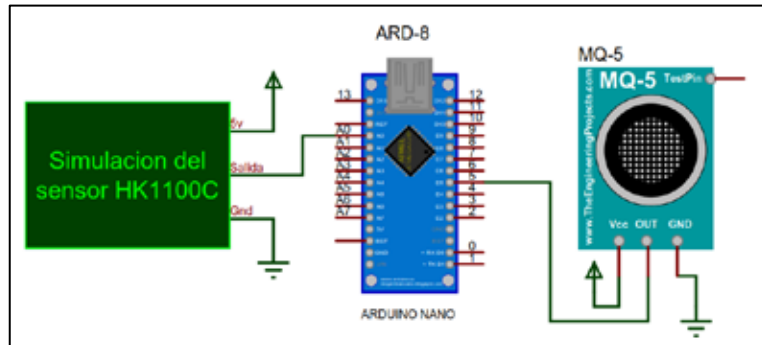 ARD-8
MQ-5
MQ-5
TestPin
www.TheEngineeringProjects.com
Vcc OUT GND
Simulacion del
sensor HK1100C
5v
Salida
Gnd
13
A0
A1
A2
A3
A4
A5
A6
A7
12
11
10
9
8
7
6
5
4
3
2
0
1
ARDUINO NANO